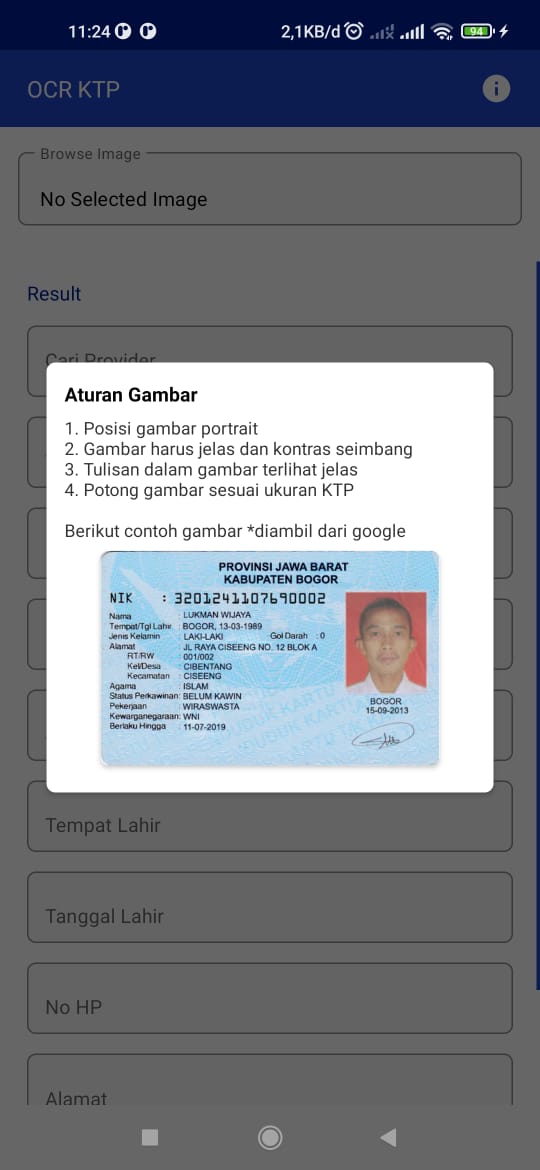 11:24
2,1KB/d
94
OCR KTP
Browse Image
No Selected Image
Result
Cari Provider
Aturan Gambar
1. Posisi gambar portrait
2. Gambar harus jelas dan kontras seimbang
3. Tulisan dalam gambar terlihat jelas
4. Potong gambar sesuai ukuran KTP
Berikut contoh gambar *diambil dari google
PROVINSI JAWA BARAT
KABUPATEN BOGOR
NIK : 3201241107690002
Nama : LUKMAN WIJAYA
Tempat/Tgl Lahir : BOGOR, 13-03-1989
Jenis Kelamin : LAKI-LAKI Gol Darah : O
Alamat : JL RAYA CISEENG NO. 12 BLOK A
RT/RW : 001/002
Kel/Desa : CIBENTANG
Kecamatan : CISEENG
Agama : ISLAM
Status Perkawinan: BELUM KAWIN
Pekerjaan : WIRASWASTA
Kewarganegaraan: WNI
Berlaku Hingga : 11-07-2019
BOGOR
15-09-2013
Tempat Lahir
Tanggal Lahir
No HP
Alamat